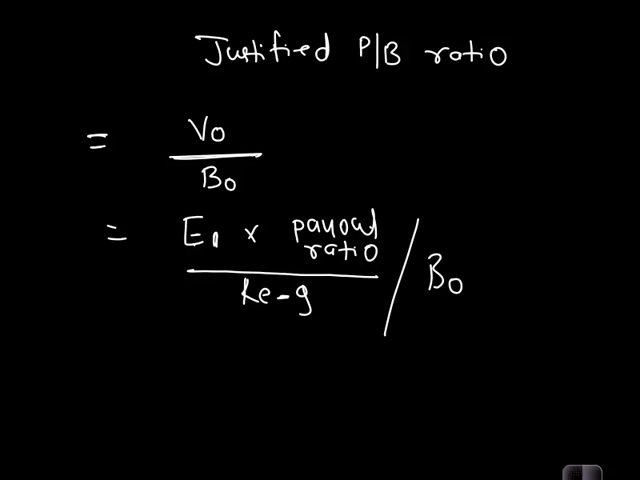 Justified P/B ratio
= V0
B0
= E1 x payout ratio / B0
ke-g